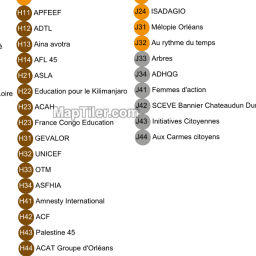 H11 APFEEF
H12 ADTL
H13 Aina avotra
H14 AFL 45
H21 ASLA
Loire
H22 Education pour le Kilimanjaro
H23 ACAH
H23 France Congo Education
H31 GEVALOR
H32 UNICEF
H33 OTM
H34 ASFHIA
H41 Amnesty International
H42 ACF
H43 Palestine 45
H44 ACAT Groupe d'Orléans
J24 ISADAGIO
J31 Mélopie Orléans
J32 Au rythme du temps
J33 Arbres
J34 ADHQG
J41 Femmes d'action
J42 SCEVE Bannier Chateaudun Dun
J43 Initiatives Citoyennes
J44 Aux Carmes citoyens
MapTiler.com